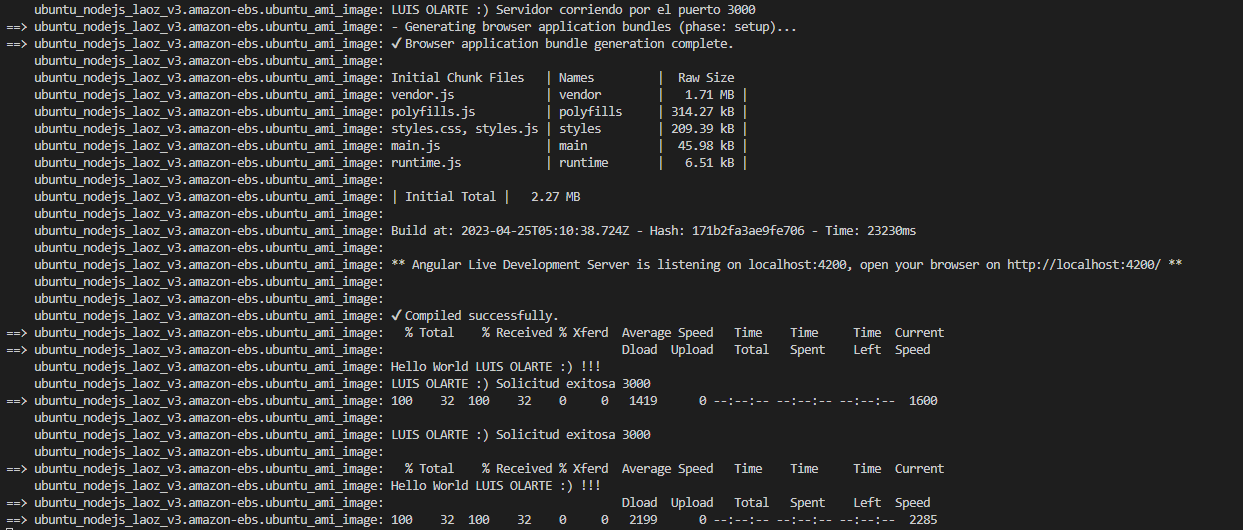 ubuntu_nodejs_laoz_v3.amazon-ebs.ubuntu_ami_image: LUIS OLARTE :) Servidor corriendo por el puerto 3000
==> ubuntu_nodejs_laoz_v3.amazon-ebs.ubuntu_ami_image: - Generating browser application bundles (phase: setup)...
==> ubuntu_nodejs_laoz_v3.amazon-ebs.ubuntu_ami_image: ✓ Browser application bundle generation complete.
ubuntu_nodejs_laoz_v3.amazon-ebs.ubuntu_ami_image:
ubuntu_nodejs_laoz_v3.amazon-ebs.ubuntu_ami_image: Initial Chunk Files   | Names         |  Raw Size
ubuntu_nodejs_laoz_v3.amazon-ebs.ubuntu_ami_image: vendor.js             | vendor        |   1.71 MB |
ubuntu_nodejs_laoz_v3.amazon-ebs.ubuntu_ami_image: polyfills.js          | polyfills     | 314.27 kB |
ubuntu_nodejs_laoz_v3.amazon-ebs.ubuntu_ami_image: styles.css, styles.js | styles        | 209.39 kB |
ubuntu_nodejs_laoz_v3.amazon-ebs.ubuntu_ami_image: main.js               | main          |  45.98 kB |
ubuntu_nodejs_laoz_v3.amazon-ebs.ubuntu_ami_image: runtime.js            | runtime       |   6.51 kB |
ubuntu_nodejs_laoz_v3.amazon-ebs.ubuntu_ami_image:
ubuntu_nodejs_laoz_v3.amazon-ebs.ubuntu_ami_image: | Initial Total |   2.27 MB
ubuntu_nodejs_laoz_v3.amazon-ebs.ubuntu_ami_image:
ubuntu_nodejs_laoz_v3.amazon-ebs.ubuntu_ami_image: Build at: 2023-04-25T05:10:38.724Z - Hash: 171b2fa3ae9fe706 - Time: 23230ms
ubuntu_nodejs_laoz_v3.amazon-ebs.ubuntu_ami_image:
ubuntu_nodejs_laoz_v3.amazon-ebs.ubuntu_ami_image: ** Angular Live Development Server is listening on localhost:4200, open your browser on http://localhost:4200/ **
ubuntu_nodejs_laoz_v3.amazon-ebs.ubuntu_ami_image:
ubuntu_nodejs_laoz_v3.amazon-ebs.ubuntu_ami_image:
ubuntu_nodejs_laoz_v3.amazon-ebs.ubuntu_ami_image: ✓ Compiled successfully.
==> ubuntu_nodejs_laoz_v3.amazon-ebs.ubuntu_ami_image:   % Total    % Received % Xferd  Average Speed   Time    Time     Time  Current
==> ubuntu_nodejs_laoz_v3.amazon-ebs.ubuntu_ami_image:                                  Dload  Upload   Total   Spent    Left  Speed
ubuntu_nodejs_laoz_v3.amazon-ebs.ubuntu_ami_image: Hello World LUIS OLARTE :) !!!
ubuntu_nodejs_laoz_v3.amazon-ebs.ubuntu_ami_image: LUIS OLARTE :) Solicitud exitosa 3000
==> ubuntu_nodejs_laoz_v3.amazon-ebs.ubuntu_ami_image: 100    32  100    32    0     0   1419      0 --:--:-- --:--:-- --:--:--  1600
ubuntu_nodejs_laoz_v3.amazon-ebs.ubuntu_ami_image:
ubuntu_nodejs_laoz_v3.amazon-ebs.ubuntu_ami_image: LUIS OLARTE :) Solicitud exitosa 3000
ubuntu_nodejs_laoz_v3.amazon-ebs.ubuntu_ami_image:
==> ubuntu_nodejs_laoz_v3.amazon-ebs.ubuntu_ami_image:   % Total    % Received % Xferd  Average Speed   Time    Time     Time  Current
ubuntu_nodejs_laoz_v3.amazon-ebs.ubuntu_ami_image: Hello World LUIS OLARTE :) !!!
==> ubuntu_nodejs_laoz_v3.amazon-ebs.ubuntu_ami_image:                                  Dload  Upload   Total   Spent    Left  Speed
==> ubuntu_nodejs_laoz_v3.amazon-ebs.ubuntu_ami_image: 100    32  100    32    0     0   2199      0 --:--:-- --:--:-- --:--:--  2285